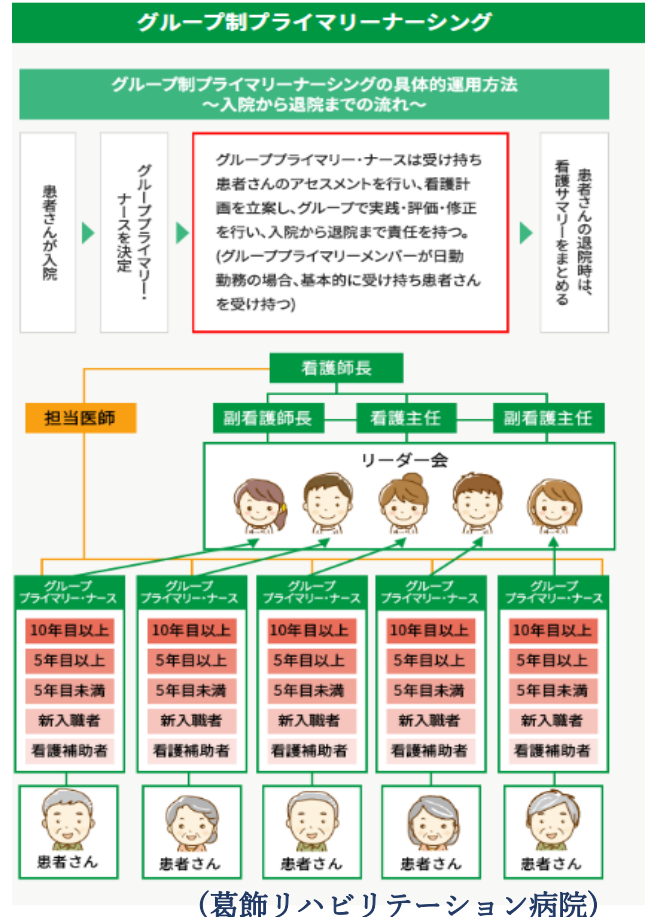 グループ制プライマリーナーシング
グループ制プライマリーナーシングの具体的運用方法
～入院から退院までの流れ～
患者さんが入院
グループプライマリー・
ナースを決定
グループプライマリー・ナースは受け持ち
患者さんのアセスメントを行い、看護計
画を立案し、グループで実践・評価・修正
を行い、入院から退院まで責任を持つ。
(グループプライマリーメンバーが日勤
勤務の場合、基本的に受け持ち患者さん
を受け持つ)
患者さんの退院時は、
看護サマリーをまとめる
看護師長
担当医師
副看護師長
看護主任
副看護主任
リーダー会
グループ
プライマリー・ナース
10年目以上
5年目以上
5年目未満
新入職者
看護補助者
患者さん
グループ
プライマリー・ナース
10年目以上
5年目以上
5年目未満
新入職者
看護補助者
患者さん
グループ
プライマリー・ナース
10年目以上
5年目以上
5年目未満
新入職者
看護補助者
患者さん
グループ
プライマリー・ナース
10年目以上
5年目以上
5年目未満
新入職者
看護補助者
患者さん
グループ
プライマリー・ナース
10年目以上
5年目以上
5年目未満
新入職者
看護補助者
患者さん
（葛飾リハビリテーション病院）